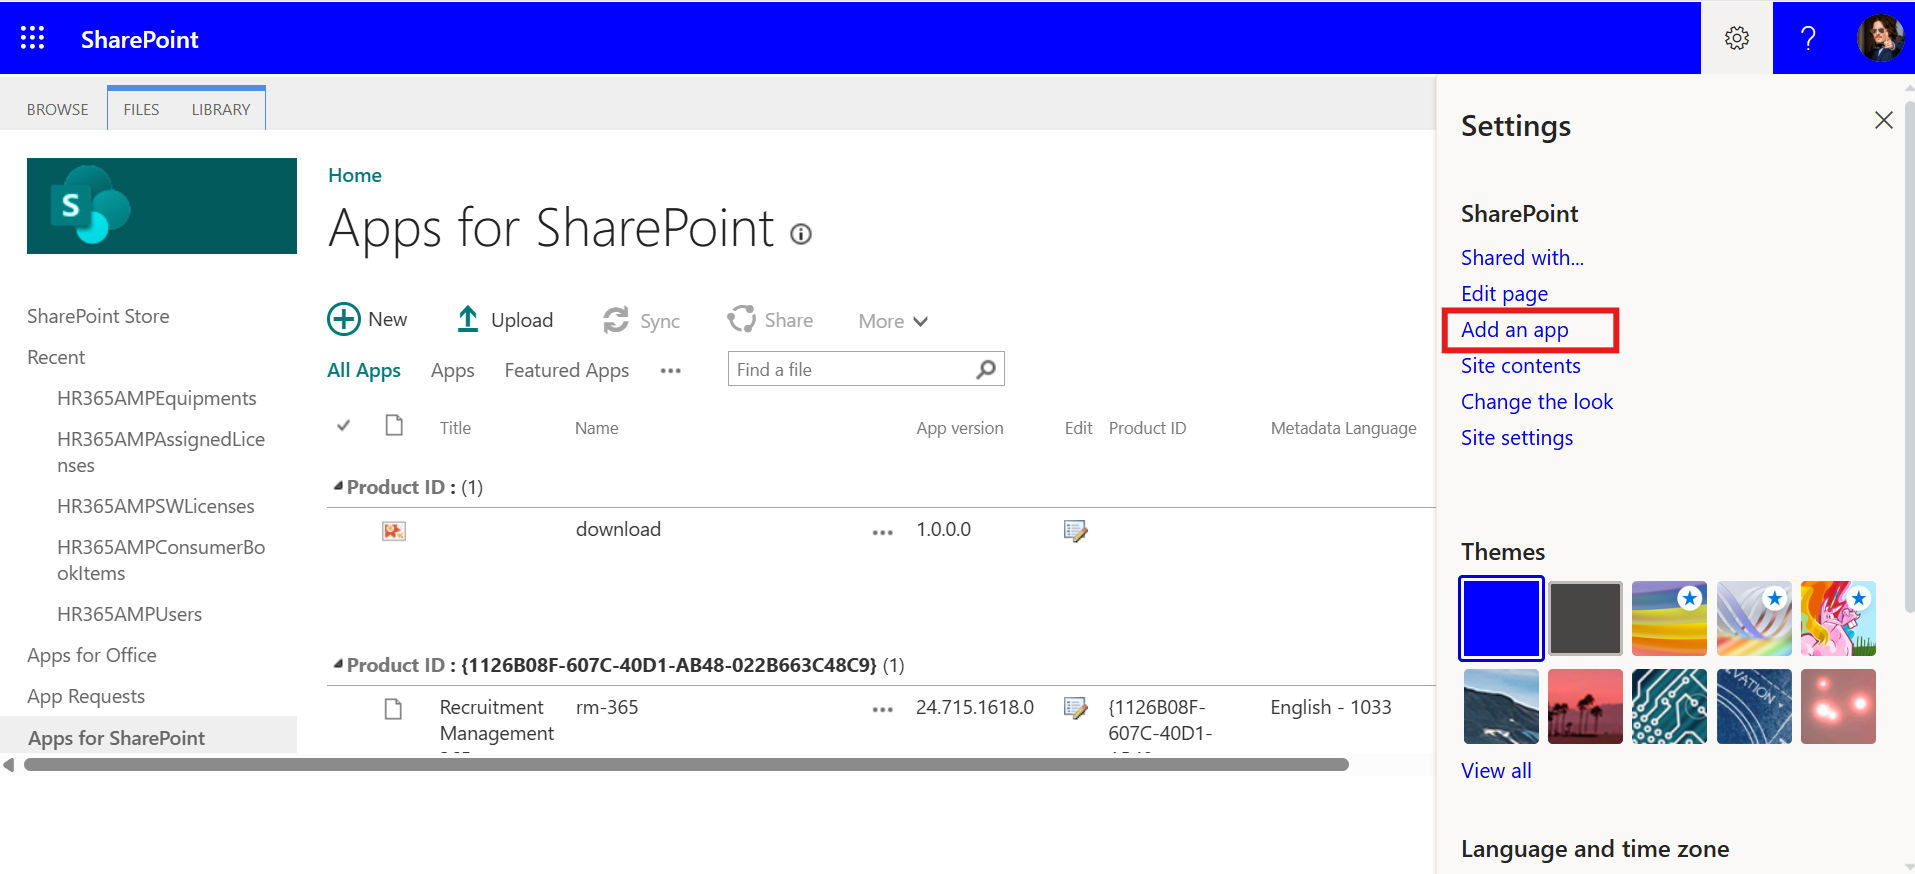 SharePoint
?
BROWSE
FILES
LIBRARY
S
SharePoint Store
Recent
HR365AMPEquipments
HR365AMPAssignedLice
nses
HR365AMPSWLicenses
HR365AMPConsumerBo
okItems
HR365AMPUsers
Apps for Office
App Requests
Apps for SharePoint
Home
Apps for SharePoint
New
Upload
Sync
Share
More
All Apps
Apps
Featured Apps
...
Find a file
Title
Name
App version
Edit
Product ID
Metadata Language
Product ID : (1)
download
...
1.0.0.0
Product ID : {1126B08F-607C-40D1-AB48-022B663C48C9} (1)
Recruitment
Management
rm-365
...
24.715.1618.0
{1126B08F-
607C-40D1-
English - 1033
Settings
SharePoint
Shared with...
Edit page
Add an app
Site contents
Change the look
Site settings
Themes
VATION
View all
Language and time zone